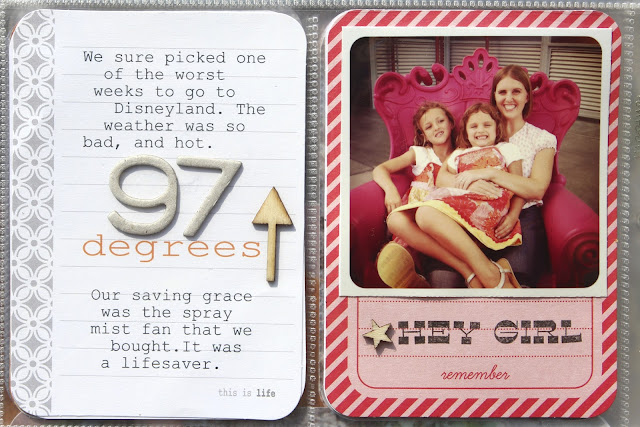 We sure picked one
of the worst
weeks to go to
Disneyland. The
weather was so
bad, and hot.
97
degrees
Our saving grace
was the spray
mist fan that we
bought.It was
a lifesaver.
this is life
HEY GIRL
remember